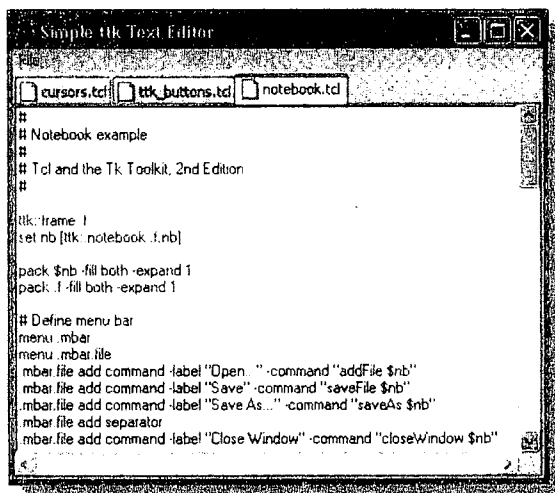 Simple ttk Text Editor
File
cursors.tcl ttk_buttons.tcl notebook.tcl
#
# Notebook example
#
# Tcl and the Tk Toolkit, 2nd Edition
#
ttk::frame .f
set nb [ttk::notebook .f.nb]
pack $nb -fill both -expand 1
pack .f -fill both -expand 1
# Define menu bar
menu .mbar
menu .mbar.file
.mbar.file add command -label "Open..." -command "addFile $nb"
.mbar.file add command -label "Save" -command "saveFile $nb"
.mbar.file add command -label "Save As..." -command "saveAs $nb"
.mbar.file add separator
.mbar.file add command -label "Close Window" -command "closeWindow $nb"